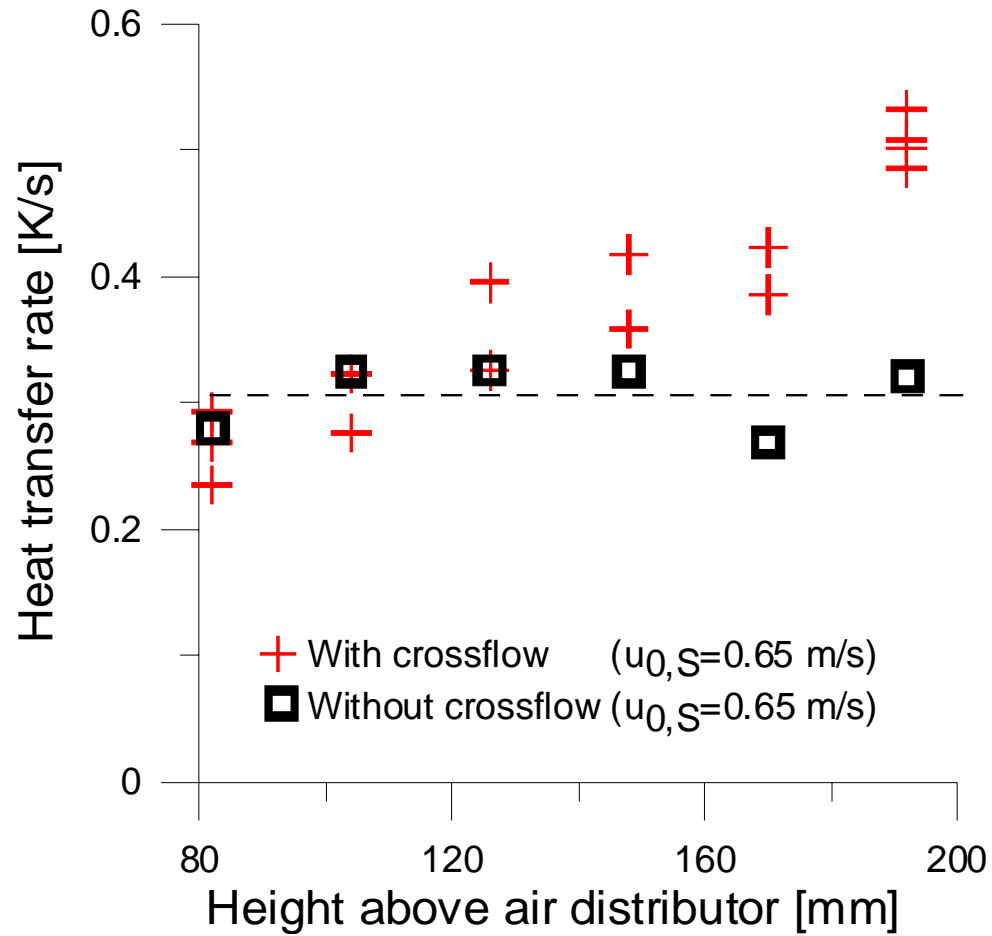 Heat transfer rate [K/s]
0.6
0.4
0.2
0
With crossflow (u0,S=0.65 m/s)
Without crossflow (u0,S=0.65 m/s)
80 120 160 200
Height above air distributor [mm]